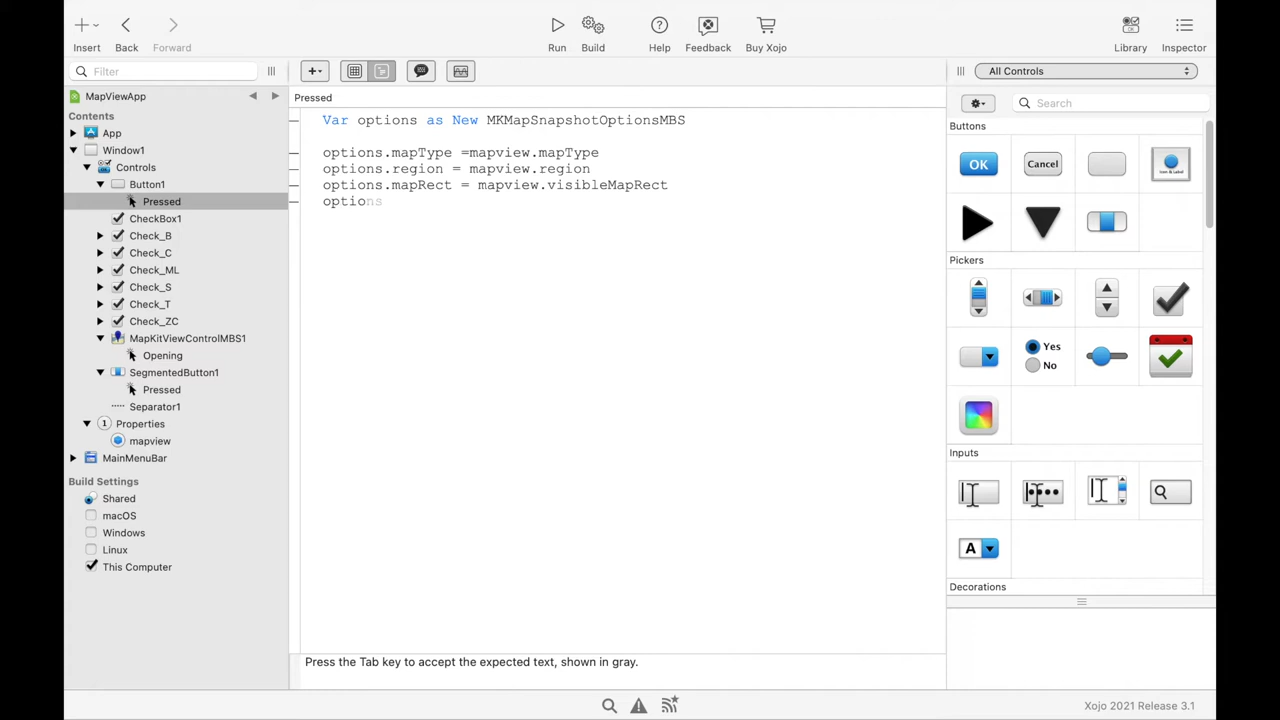 Insert
Back
Forward
Run
Build
Help
Feedback
Buy Xojo
Library
Inspector
Filter
All Controls
MapViewApp
Pressed
Search
Contents
App
Window1
Controls
Button1
Pressed
CheckBox1
Check_B
Check_C
Check_ML
Check_S
Check_T
Check_ZC
MapKitViewControlMBS1
Opening
SegmentedButton1
Pressed
Separator1
1 Properties
mapview
MainMenuBar
Build Settings
Shared
macOS
Windows
Linux
This Computer
Var options as New MKMapSnapshotOptionsMBS
options.mapType =mapview.mapType
options.region = mapview.region
options.mapRect = mapview.visibleMapRect
options
Press the Tab key to accept the expected text, shown in gray.
Buttons
OK
Cancel
Icon & Label
Pickers
Yes
No
Inputs
A
Decorations
Xojo 2021 Release 3.1